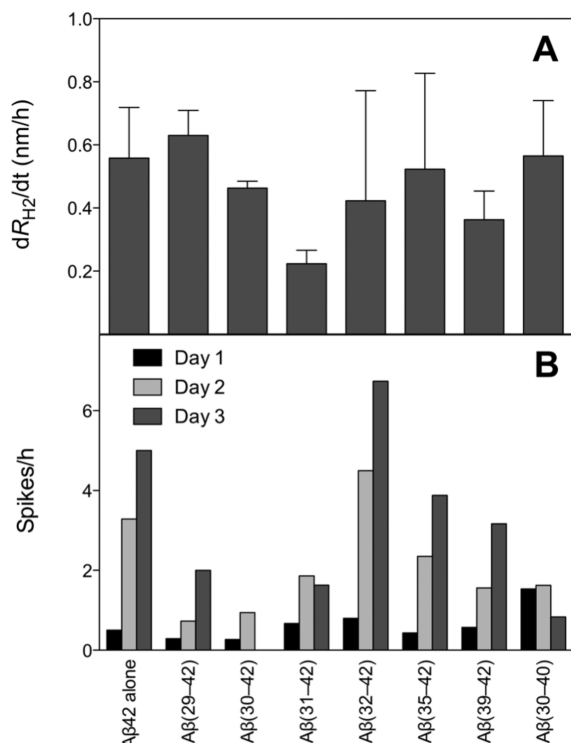 A
1.0
0.8
0.6
0.4
0.2
dRH2/dt (nm/h)
B
Day 1
Day 2
Day 3
6
4
2
0
Spikes/h
Aβ42 alone
Aβ(29–42)
Aβ(30–42)
Aβ(31–42)
Aβ(32–42)
Aβ(35–42)
Aβ(39–42)
Aβ(30–40)